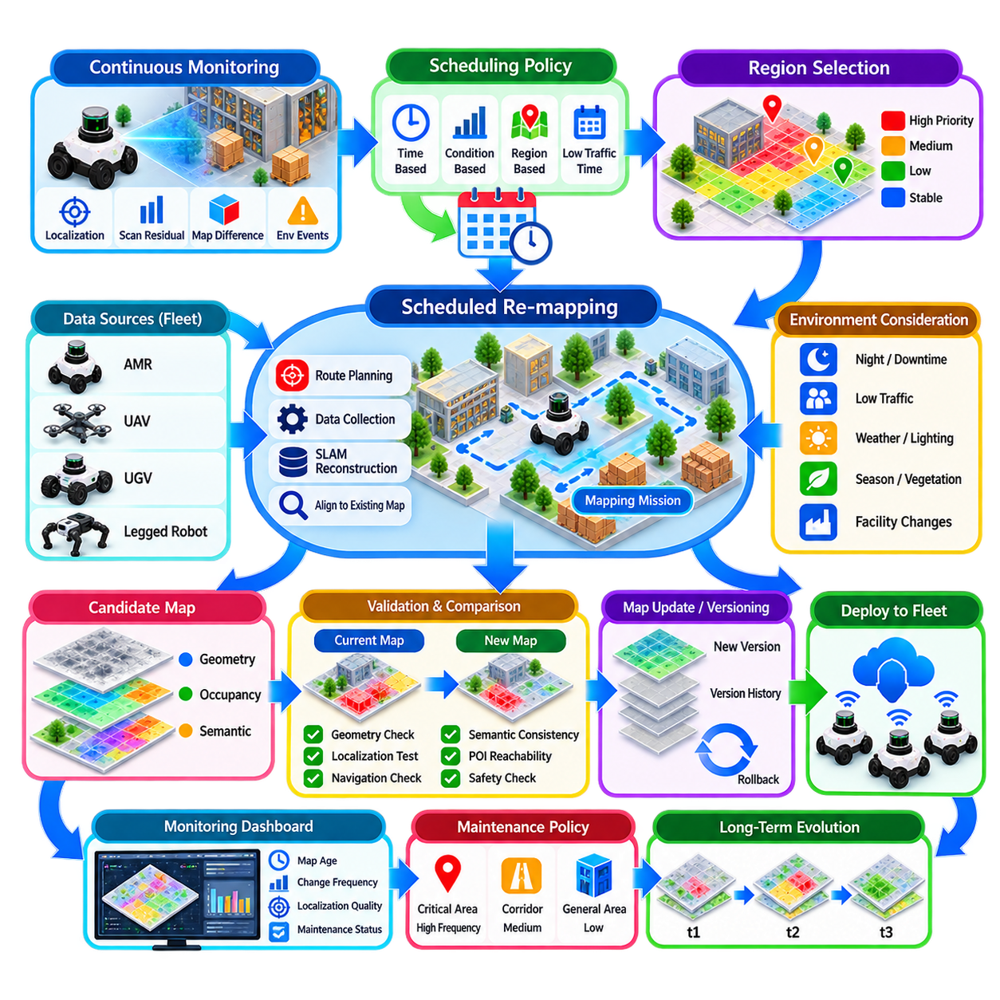 Continuous Monitoring
Localization
Scan Residual
Map Difference
Env Events
Scheduling Policy
Time
Based
Condition
Based
Region
Based
Low Traffic
Time
Region Selection
High Priority
Medium
Low
Stable
Data Sources (Fleet)
AMR
UAV
UGV
Legged Robot
Scheduled Re-mapping
Route Planning
Data Collection
SLAM
Reconstruction
Align to Existing Map
Mapping Mission
Environment Consideration
Night / Downtime
Low Traffic
Weather / Lighting
Season / Vegetation
Facility Changes
Candidate Map
Geometry
Occupancy
Semantic
Validation & Comparison
Current Map
New Map
Geometry Check
Localization Test
Navigation Check
Semantic Consistency
POI Reachability
Safety Check
Map Update / Versioning
New Version
Version History
Rollback
Deploy to Fleet
Monitoring Dashboard
Map Age
Change Frequency
Localization Quality
Maintenance Status
Maintenance Policy
Critical Area
High Frequency
Corridor
Medium
General Area
Low
Long-Term Evolution
t1
t2
t3